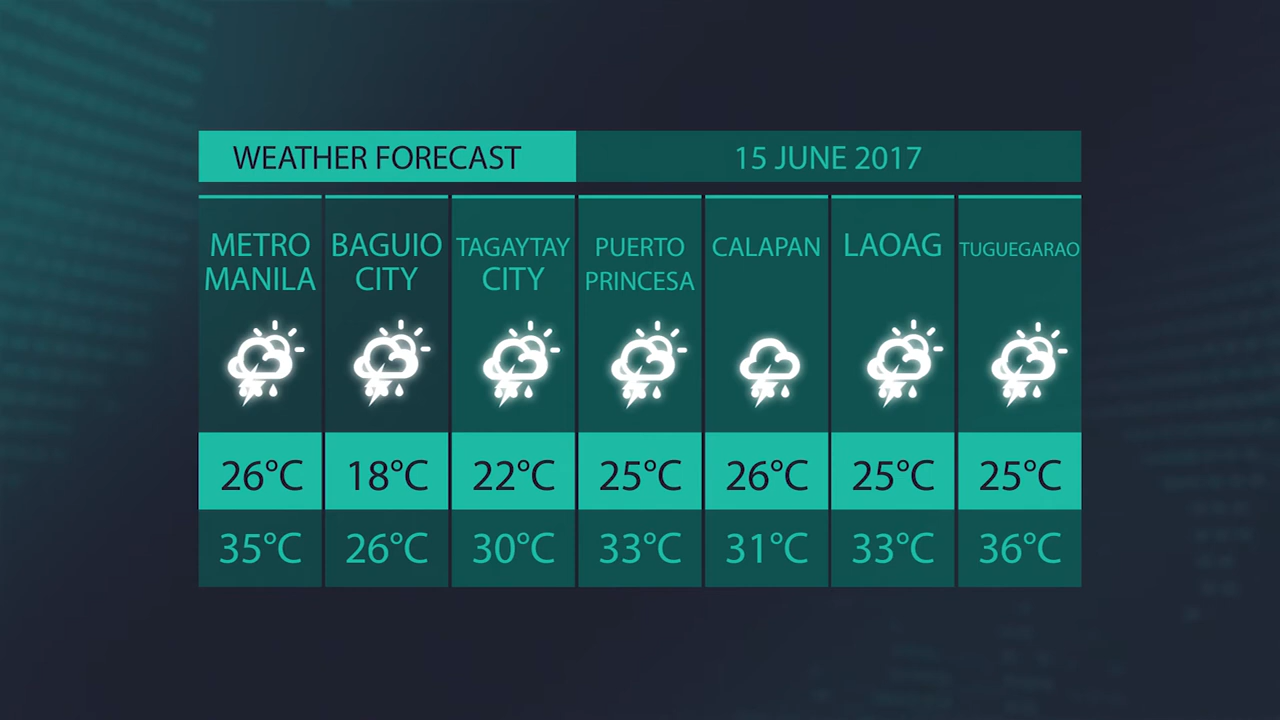 WEATHER FORECAST
15 JUNE 2017
METRO
MANILA
BAGUIO
CITY
TAGAYTAY
CITY
PUERTO
PRINCESA
CALAPAN
LAOAG
TUGUEGARAO
26°C
18°C
22°C
25°C
26°C
25°C
25°C
35°C
26°C
30°C
33°C
31°C
33°C
36°C